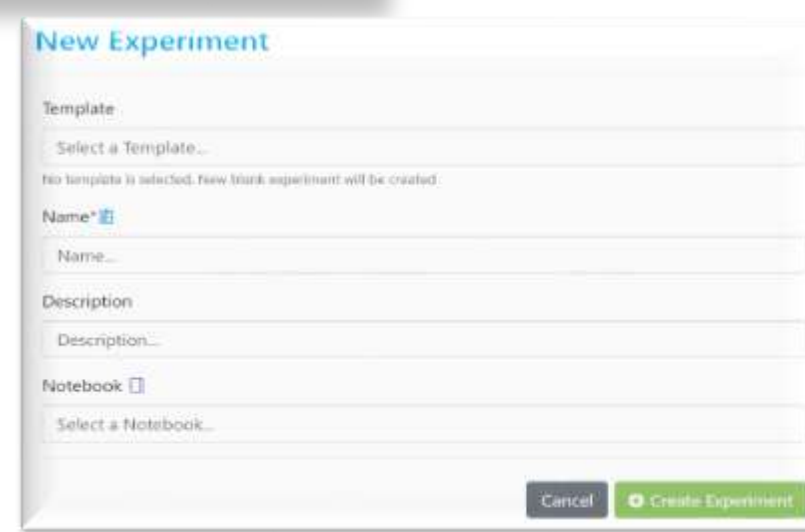 New Experiment
Template
Select a Template...
No template is selected. New blank experiment will be created
Name*
Name...
Description
Description...
Notebook
Select a Notebook...
Cancel
Create Experiment